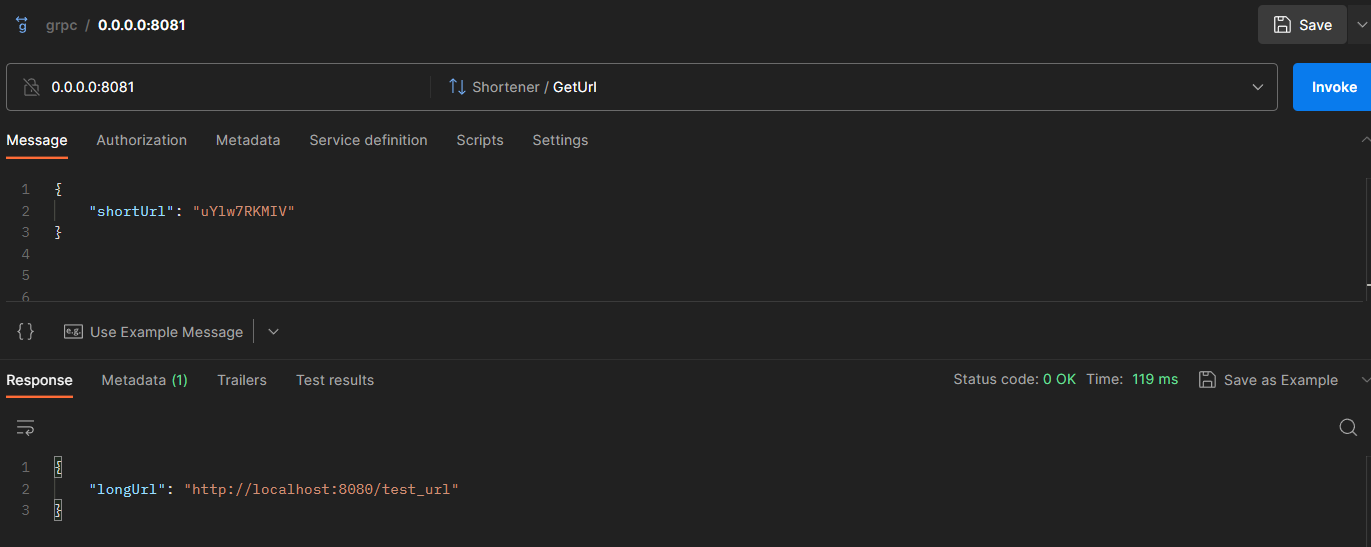 grpc / 0.0.0.0:8081
Save
0.0.0.0:8081
Shortener / GetUrl
Invoke
Message Authorization Metadata Service definition Scripts Settings
1 {
2 "shortUrl": "uYlw7RKMIV"
3 }
4
5
6
{} e.g. Use Example Message
Response Metadata (1) Trailers Test results
Status code: 0 OK Time: 119 ms Save as Example
1 {
2 "longUrl": "http://localhost:8080/test_url"
3 }